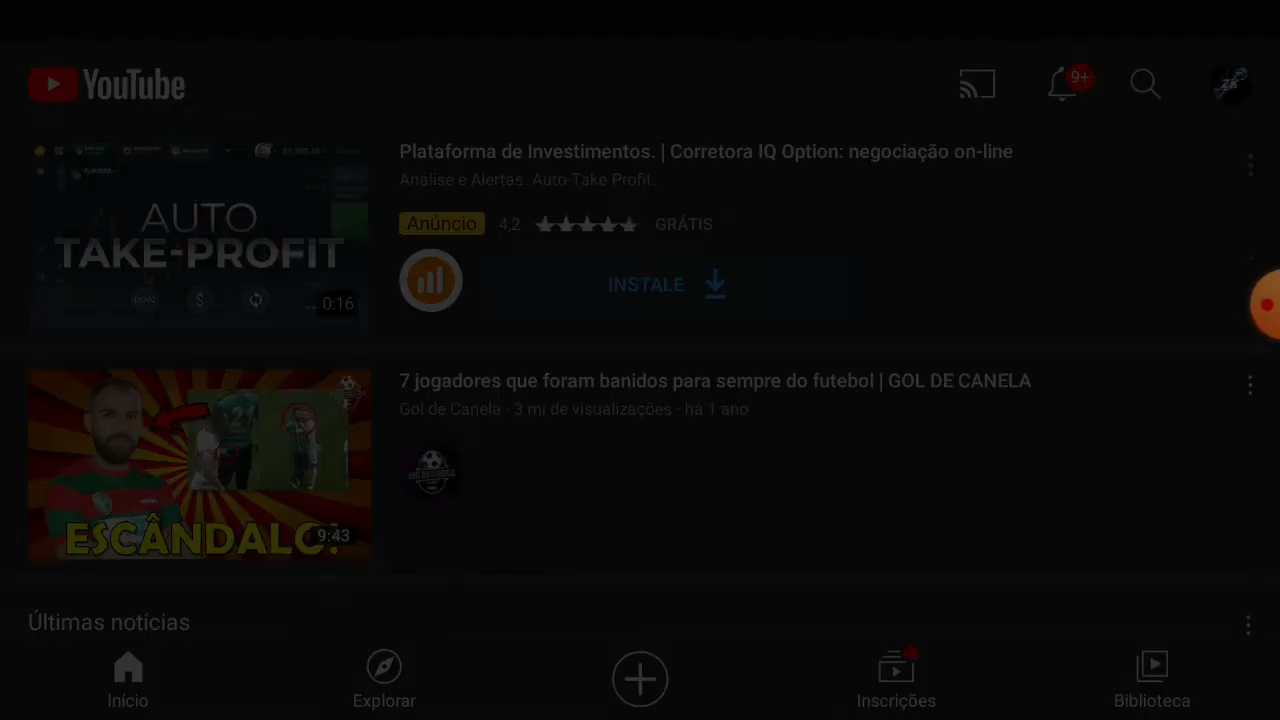 YouTube
9+
ZK
Plataforma de Investimentos. | Corretora IQ Option: negociação on-line
Análise e Alertas. Auto-Take Profit.
AUTO
TAKE-PROFIT
0:16
Anúncio 4,2 GRÁTIS
INSTALE
7 jogadores que foram banidos para sempre do futebol | GOL DE CANELA
Gol de Canela · 3 mi de visualizações · há 1 ano
21
ESCÂNDALO!
9:43
Últimas notícias
Início
Explorar
Inscrições
Biblioteca